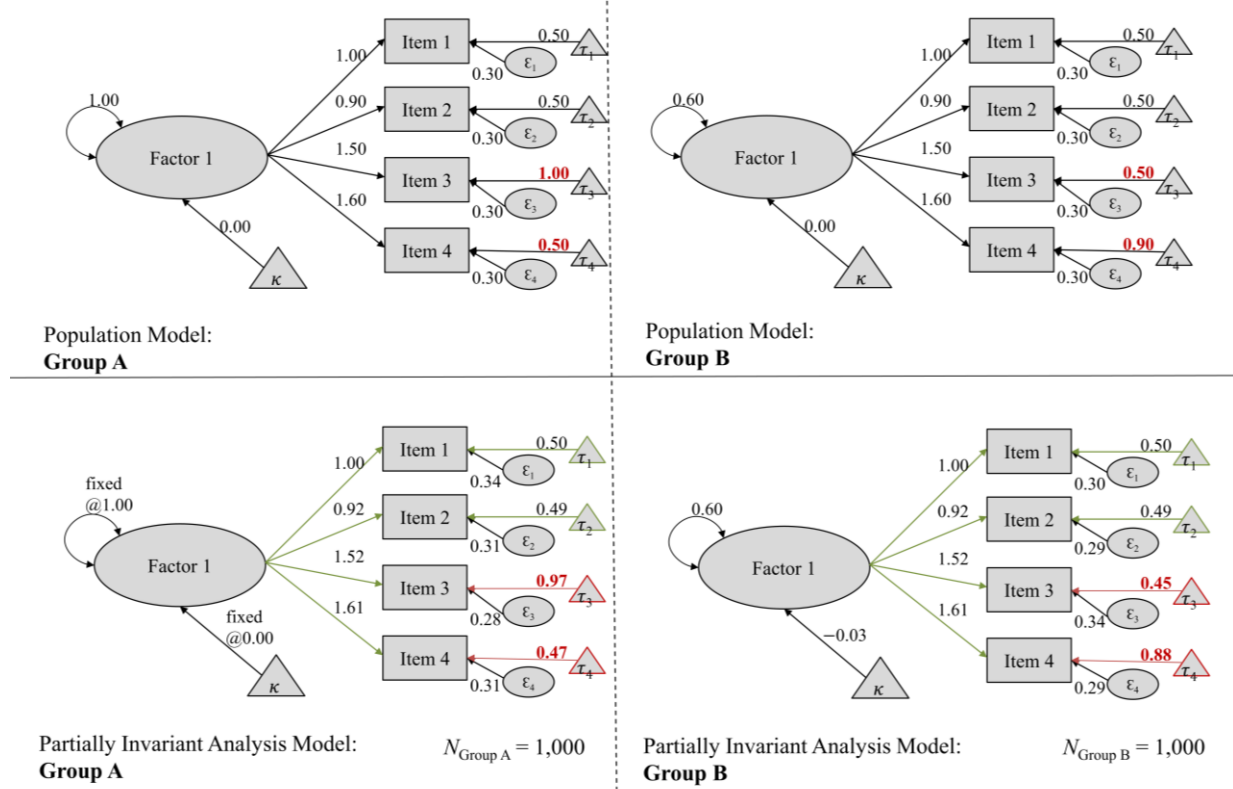 Item 1
0.50
τ1
1.00
0.30
ε1
1.00
Item 2
0.50
τ2
0.90
0.30
ε2
Factor 1
1.50
Item 3
1.00
τ3
0.30
ε3
1.60
0.00
Item 4
0.50
τ4
0.30
ε4
κ
Population Model:
Group A
Item 1
0.50
τ1
1.00
0.30
ε1
0.60
Item 2
0.50
τ2
0.90
0.30
ε2
Factor 1
1.50
Item 3
0.50
τ3
0.30
ε3
1.60
0.00
Item 4
0.90
τ4
0.30
ε4
κ
Population Model:
Group B
Item 1
0.50
τ1
1.00
0.34
ε1
fixed
@1.00
Item 2
0.49
τ2
0.92
0.31
ε2
Factor 1
1.52
Item 3
0.97
τ3
0.28
ε3
1.61
fixed
@0.00
Item 4
0.47
τ4
0.31
ε4
κ
Partially Invariant Analysis Model:
Group A
NGroup A = 1,000
Item 1
0.50
τ1
1.00
0.30
ε1
0.60
Item 2
0.49
τ2
0.92
0.29
ε2
Factor 1
1.52
Item 3
0.45
τ3
0.34
ε3
1.61
−0.03
Item 4
0.88
τ4
0.29
ε4
κ
Partially Invariant Analysis Model:
Group B
NGroup B = 1,000